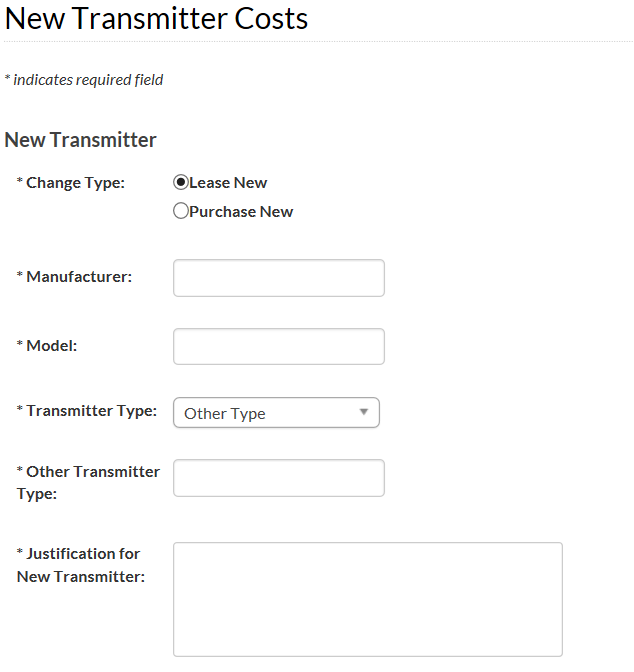 New Transmitter Costs
* indicates required field
New Transmitter
* Change Type:
Lease New
Purchase New
* Manufacturer:
* Model:
* Transmitter Type:
Other Type
* Other Transmitter
Type:
* Justification for
New Transmitter: